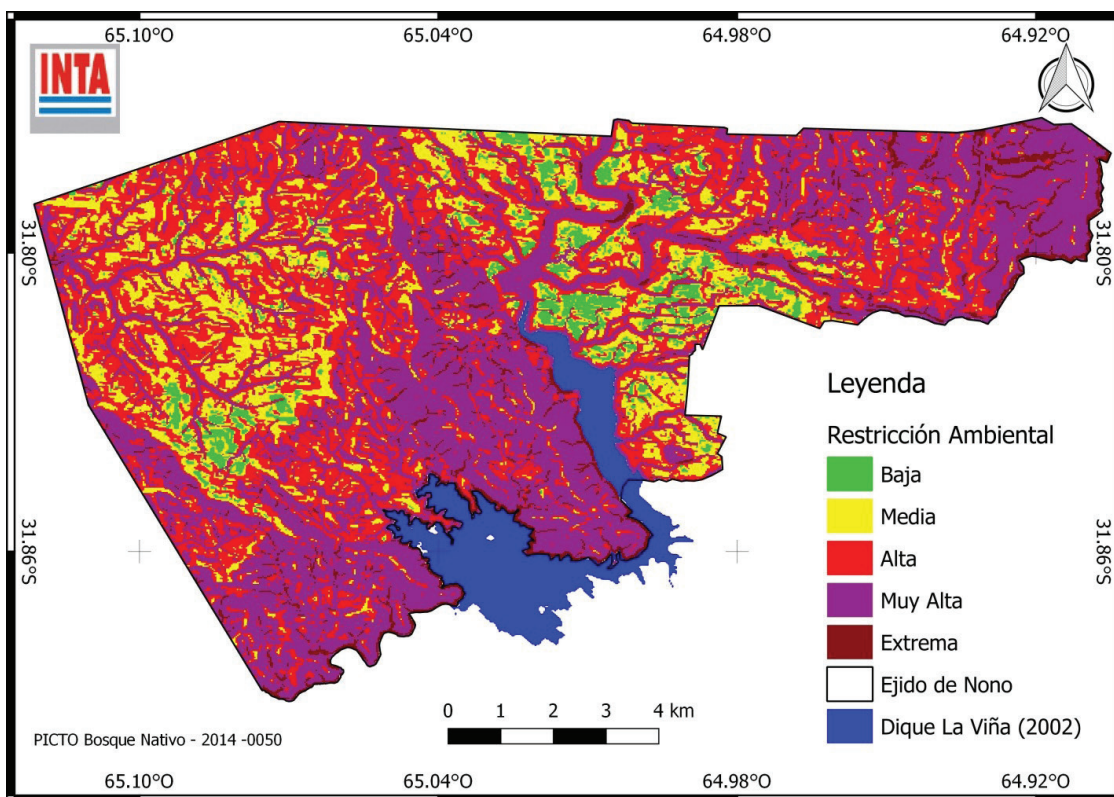 65.10°O 65.04°O 64.98°O 64.92°O
INTA
31.80°S 31.80°S
31.86°S 31.86°S
Leyenda
Restricción Ambiental
Baja
Media
Alta
Muy Alta
Extrema
Ejido de Nono
Dique La Viña (2002)
0 1 2 3 4 km
PICTO Bosque Nativo - 2014 -0050
65.10°O 65.04°O 64.98°O 64.92°O